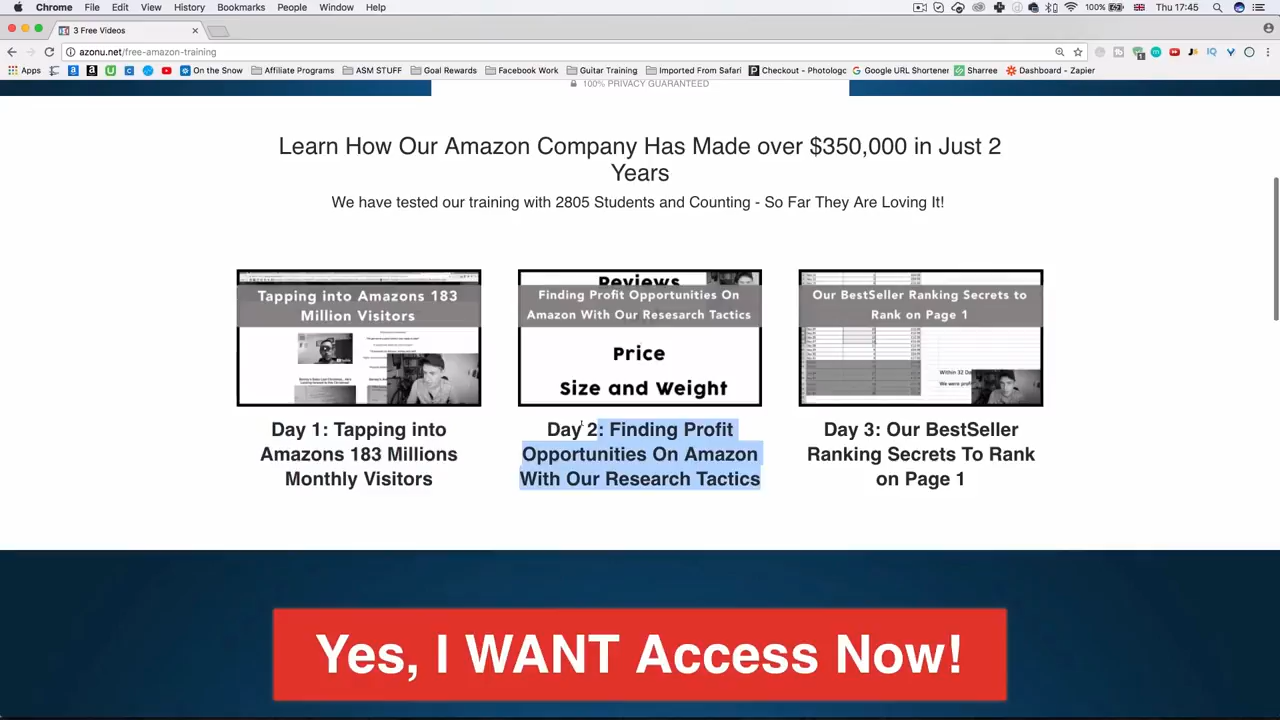 Chrome File Edit View History Bookmarks People Window Help
100% Thu 17:45
3 Free Videos
azonu.net/free-amazon-training
Apps On the Snow Affiliate Programs ASM STUFF Goal Rewards Facebook Work Guitar Training Imported From Safari Checkout - Photologo Google URL Shortener Sharree Dashboard - Zapier
100% PRIVACY GUARANTEED
Learn How Our Amazon Company Has Made over $350,000 in Just 2
Years
We have tested our training with 2805 Students and Counting - So Far They Are Loving It!
Tapping into Amazons 183
Million Visitors
Reviews
Finding Profit Opportunities On
Amazon With Our Resesarch Tactics
Price
Size and Weight
Our BestSeller Ranking Secrets to
Rank on Page 1
Day 1: Tapping into
Amazons 183 Millions
Monthly Visitors
Day 2: Finding Profit
Opportunities On Amazon
With Our Research Tactics
Day 3: Our BestSeller
Ranking Secrets To Rank
on Page 1
Yes, I WANT Access Now!